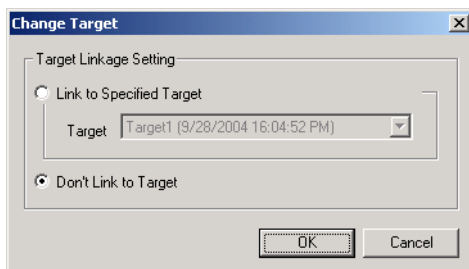 Change Target
Target Linkage Setting
Link to Specified Target
Target Target1 (9/28/2004 16:04:52 PM)
Don't Link to Target
OK Cancel